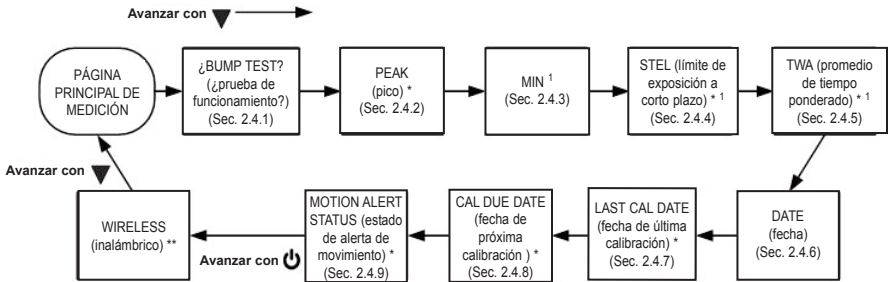 Avanzar con
PÁGINA
PRINCIPAL DE
MEDICIÓN
¿BUMP TEST?
(¿prueba de
funcionamiento?)
(Sec. 2.4.1)
PEAK
(pico) *
(Sec. 2.4.2)
MIN ¹
(Sec. 2.4.3)
STEL (límite de
exposición a
corto plazo) * ¹
(Sec. 2.4.4)
TWA (promedio
de tiempo
ponderado) * ¹
(Sec. 2.4.5)
DATE
(fecha)
(Sec. 2.4.6)
LAST CAL DATE
(fecha de última
calibración) *
(Sec. 2.4.7)
CAL DUE DATE
(fecha de
próxima
calibración ) *
(Sec. 2.4.8)
MOTION ALERT
STATUS (estado
de alerta de
movimiento) *
(Sec. 2.4.9)
Avanzar con
WIRELESS
(inalámbrico) **
Avanzar con